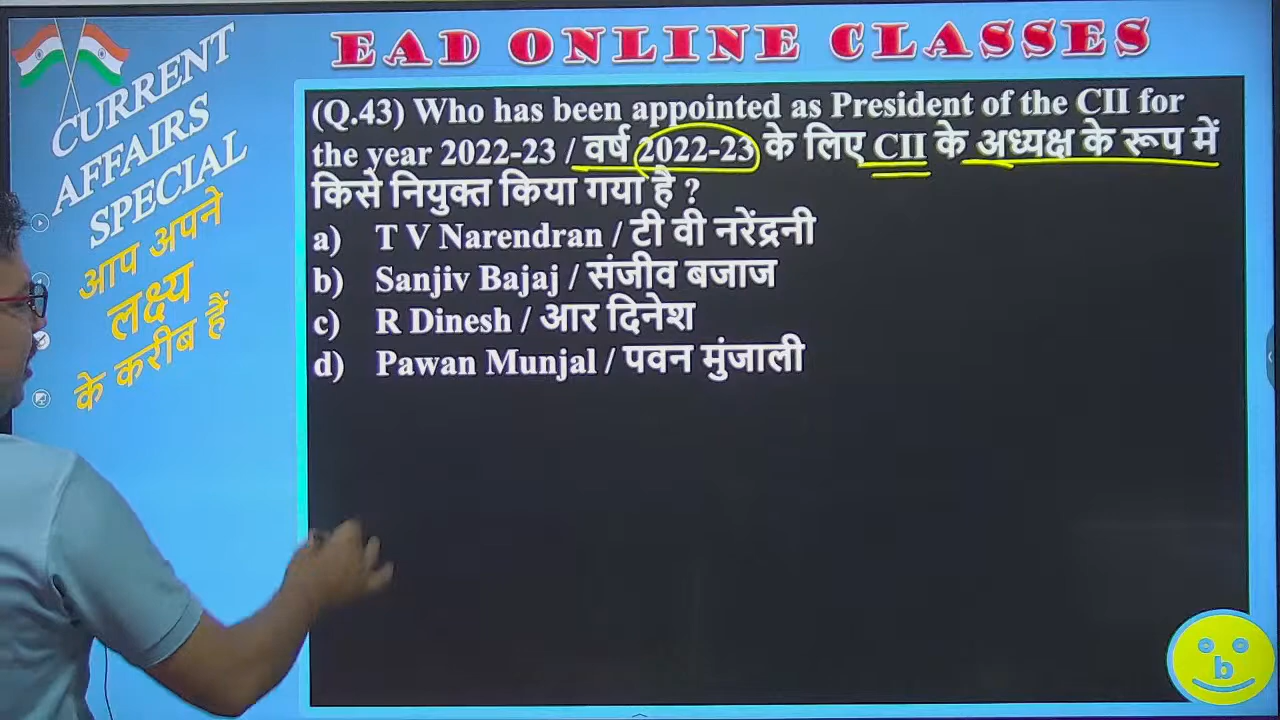 EAD ONLINE CLASSES
CURRENT
AFFAIRS
SPECIAL
आप अपने
लक्ष्य
के करीब हैं
(Q.43) Who has been appointed as President of the CII for
the year 2022-23 / वर्ष 2022-23 के लिए CII के अध्यक्ष के रूप में
किसे नियुक्त किया गया है ?
a) T V Narendran / टी वी नरेंद्रनी
b) Sanjiv Bajaj / संजीव बजाज
c) R Dinesh / आर दिनेश
d) Pawan Munjal / पवन मुंजाली
b